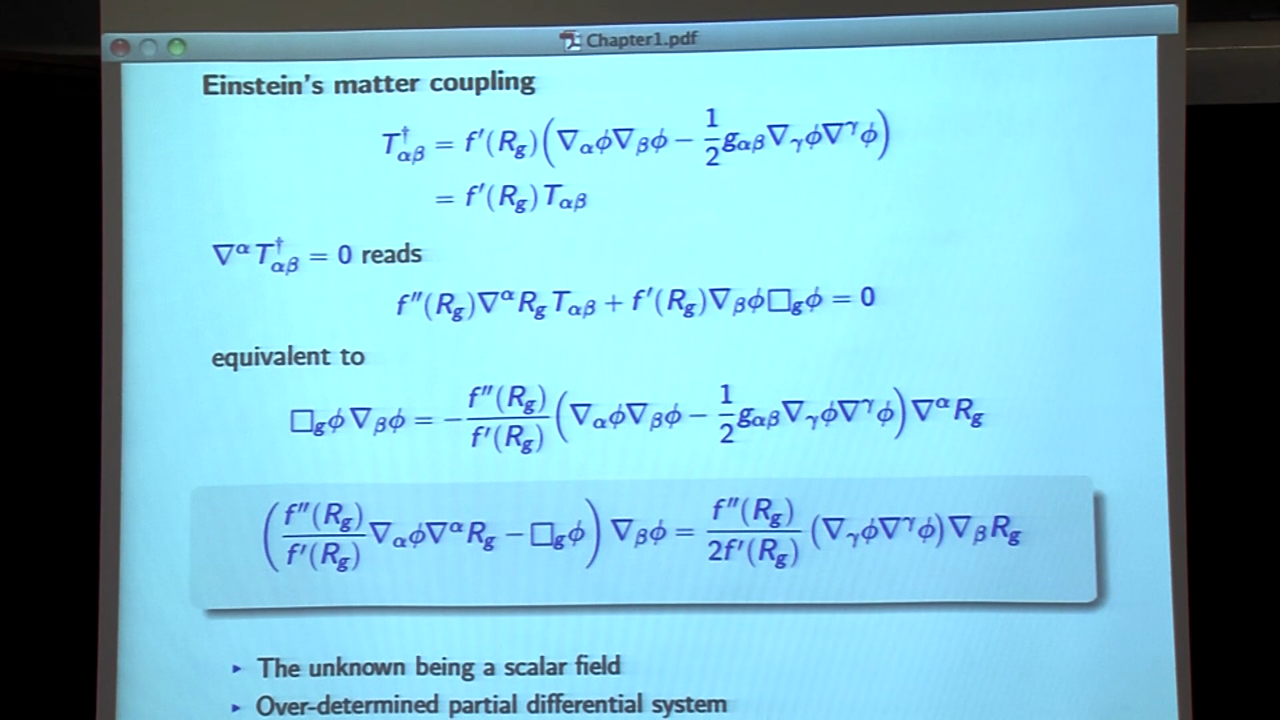 Chapter1.pdf
Einstein's matter coupling
T†αβ = f′(Rg)(∇αϕ∇βϕ − 1/2 gαβ∇γϕ∇γϕ)
= f′(Rg) Tαβ
∇αT†αβ = 0 reads
f″(Rg)∇αRg Tαβ + f′(Rg)∇βϕ□gϕ = 0
equivalent to
□gϕ ∇βϕ = − f″(Rg)/f′(Rg) (∇αϕ∇βϕ − 1/2 gαβ∇γϕ∇γϕ) ∇αRg
(f″(Rg)/f′(Rg) ∇αϕ∇αRg − □gϕ) ∇βϕ = f″(Rg)/2f′(Rg) (∇γϕ∇γϕ)∇βRg
▸ The unknown being a scalar field
▸ Over-determined partial differential system